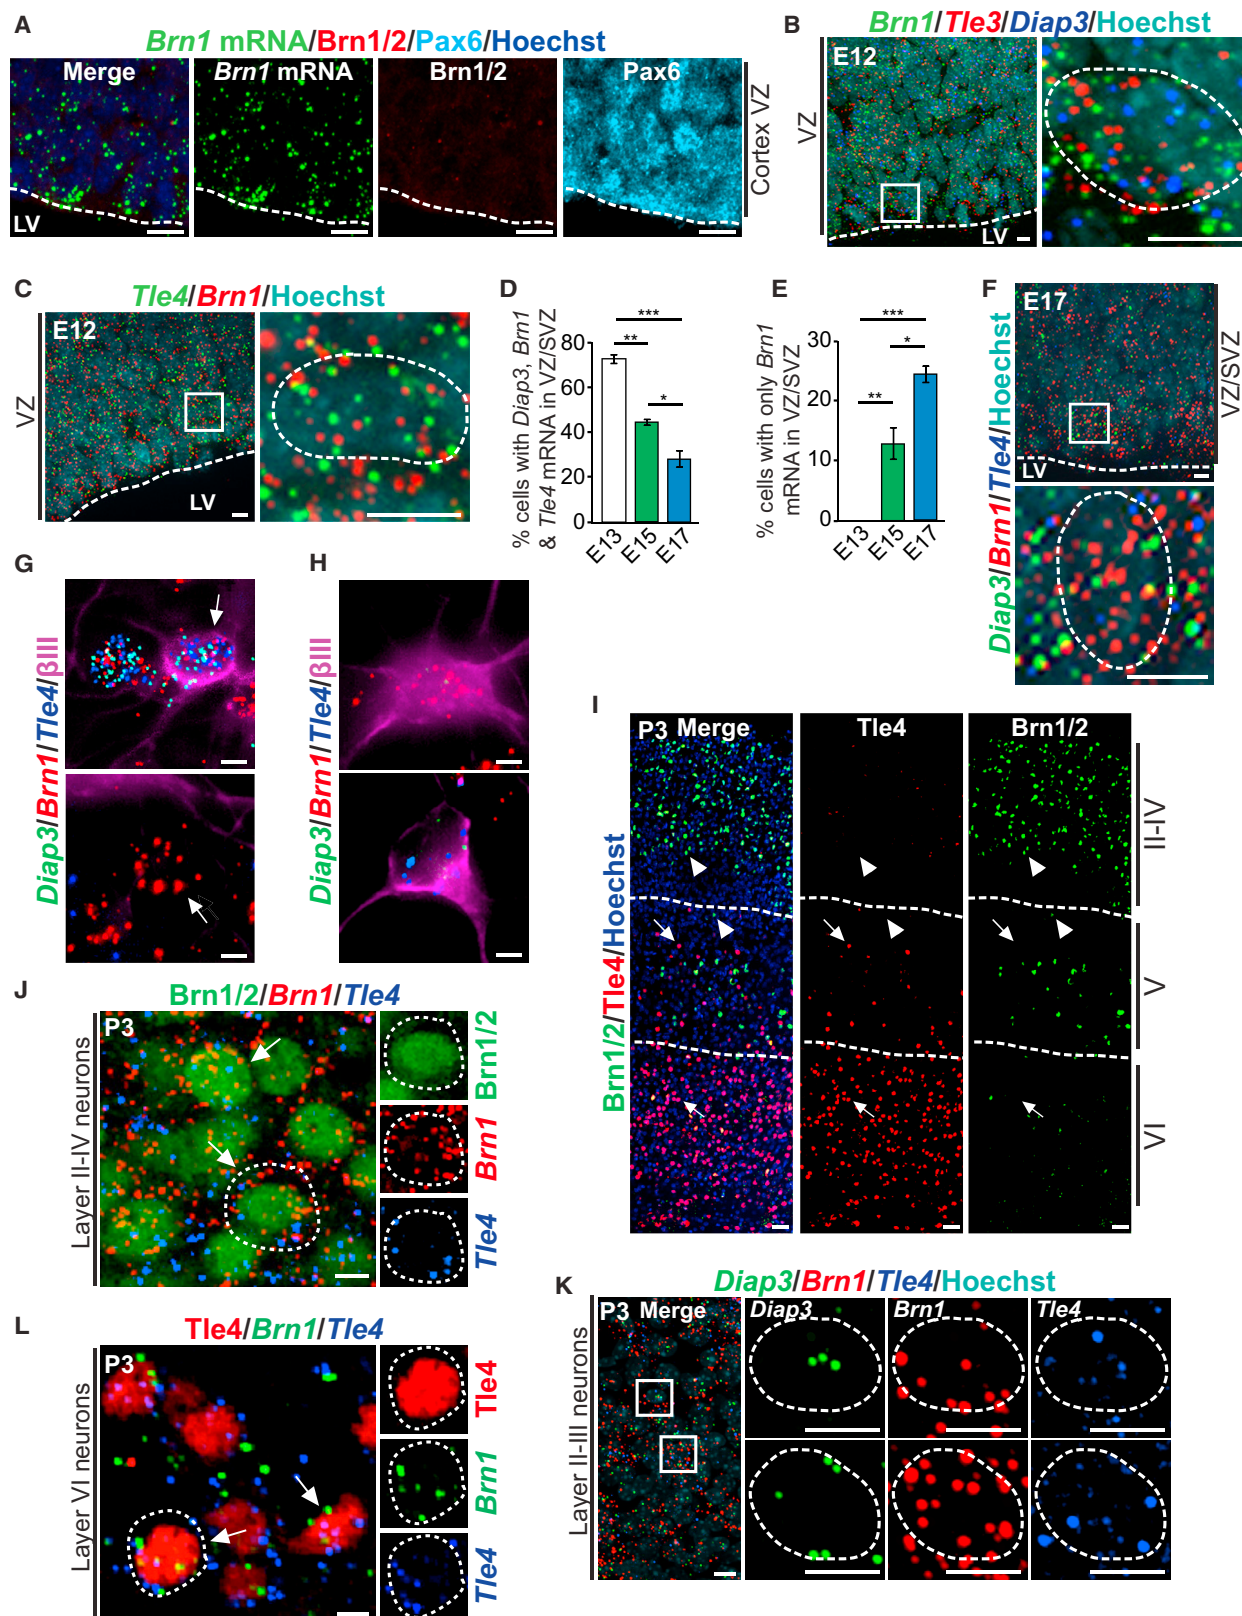 A
Brn1 mRNA/Brn1/2/Pax6/Hoechst
Merge
Brn1 mRNA
Brn1/2
Pax6
LV
Cortex VZ
B
Brn1/Tle3/Diap3/Hoechst
E12
VZ
LV
C
Tle4/Brn1/Hoechst
E12
VZ
LV
D
% cells with Diap3, Brn1
& Tle4 mRNA in VZ/SVZ
80
60
40
20
0
***
**
*
E13
E15
E17
E
% cells with only Brn1
mRNA in VZ/SVZ
30
20
10
0
***
*
**
E13
E15
E17
F
E17
Diap3/Brn1/Tle4/Hoechst
VZ/SVZ
LV
G
Diap3/Brn1/Tle4/βIII
H
Diap3/Brn1/Tle4/βIII
I
P3 Merge
Tle4
Brn1/2
Brn1/2/Tle4/Hoechst
II-IV
V
VI
J
Brn1/2/Brn1/Tle4
P3
Layer II-IV neurons
Brn1/2
Brn1
Tle4
K
Diap3/Brn1/Tle4/Hoechst
P3 Merge
Diap3
Brn1
Tle4
Layer II-III neurons
L
Tle4/Brn1/Tle4
P3
Layer VI neurons
Tle4
Brn1
Tle4